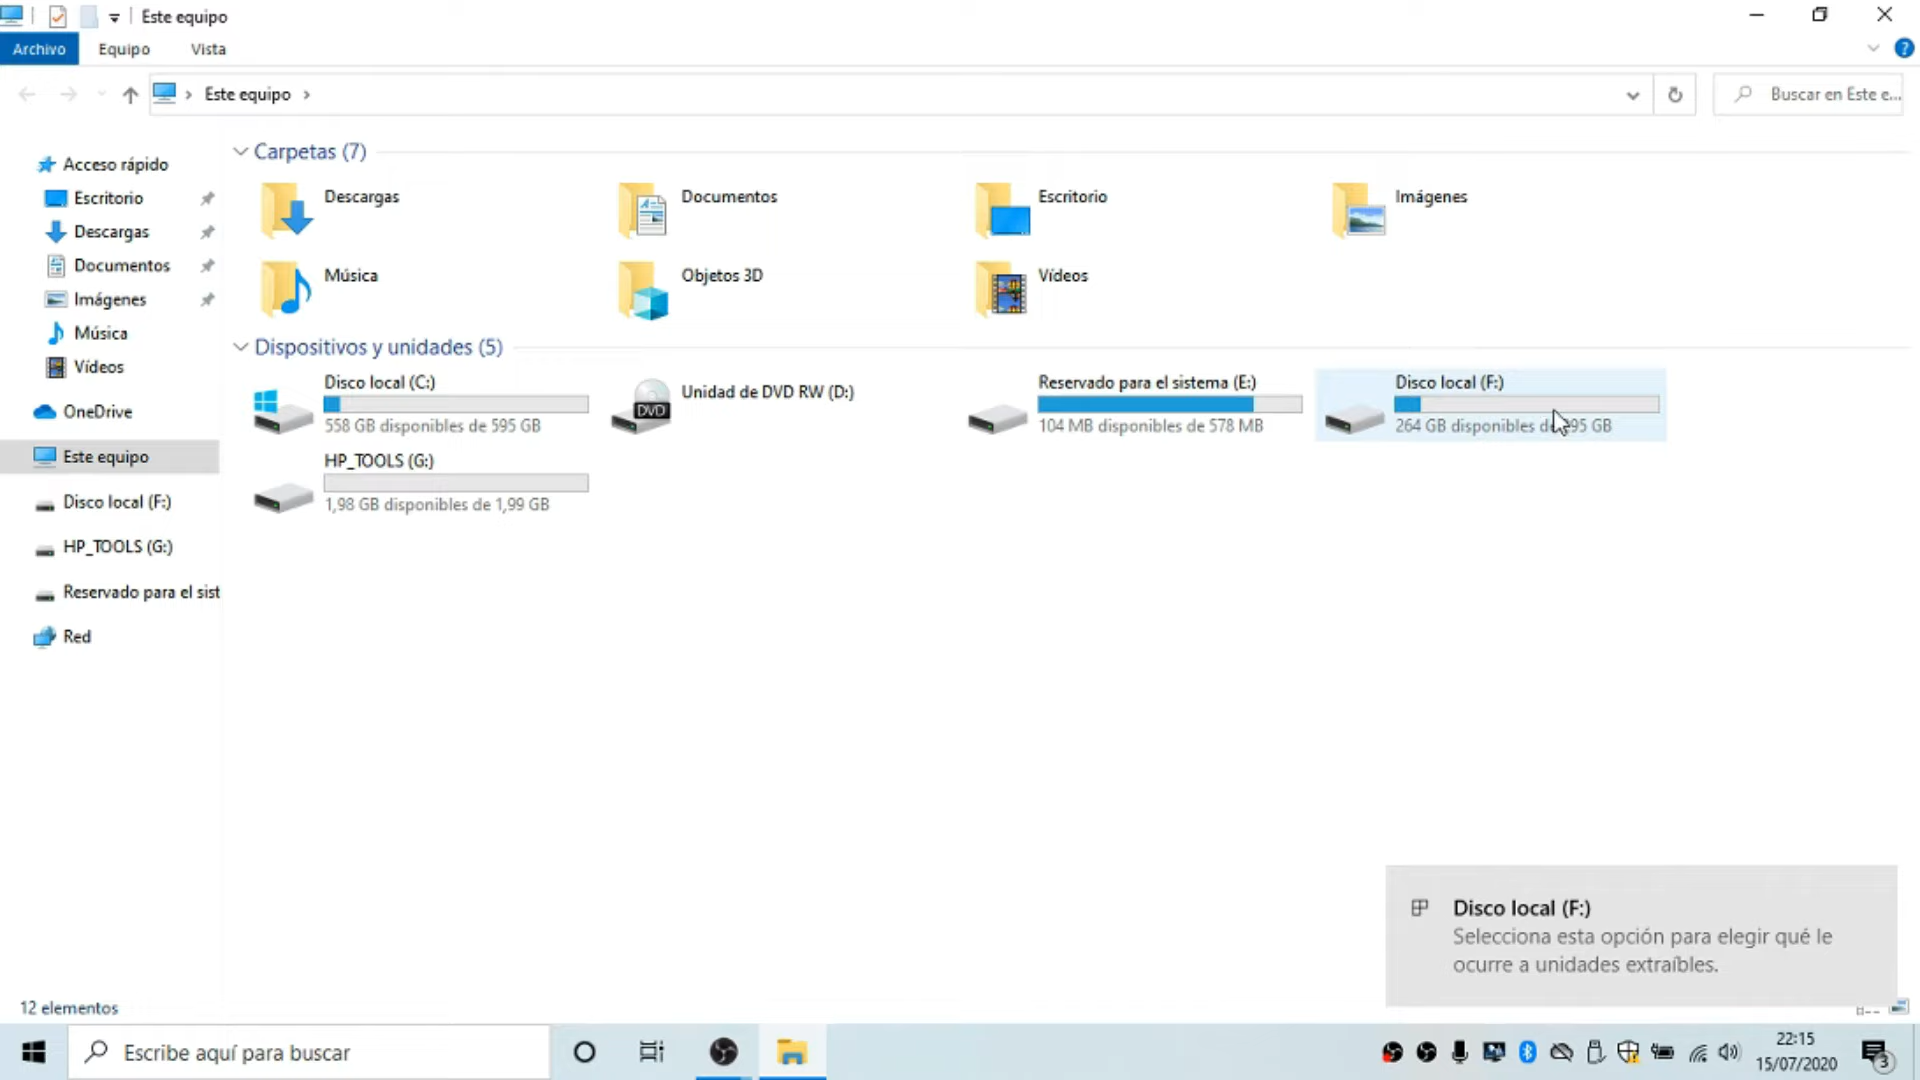 Este equipo
Archivo Equipo Vista
Este equipo
Buscar en Este e...
Acceso rápido
Escritorio
Descargas
Documentos
Imágenes
Música
Vídeos
OneDrive
Este equipo
Disco local (F:)
HP_TOOLS (G:)
Reservado para el sist
Red
Carpetas (7)
Descargas
Documentos
Escritorio
Imágenes
Música
Objetos 3D
Vídeos
Dispositivos y unidades (5)
Disco local (C:)
558 GB disponibles de 595 GB
Unidad de DVD RW (D:)
DVD
Reservado para el sistema (E:)
104 MB disponibles de 578 MB
Disco local (F:)
264 GB disponibles de 295 GB
HP_TOOLS (G:)
1,98 GB disponibles de 1,99 GB
Disco local (F:)
Selecciona esta opción para elegir qué le
ocurre a unidades extraíbles.
12 elementos
Escribe aquí para buscar
22:15
15/07/2020
3